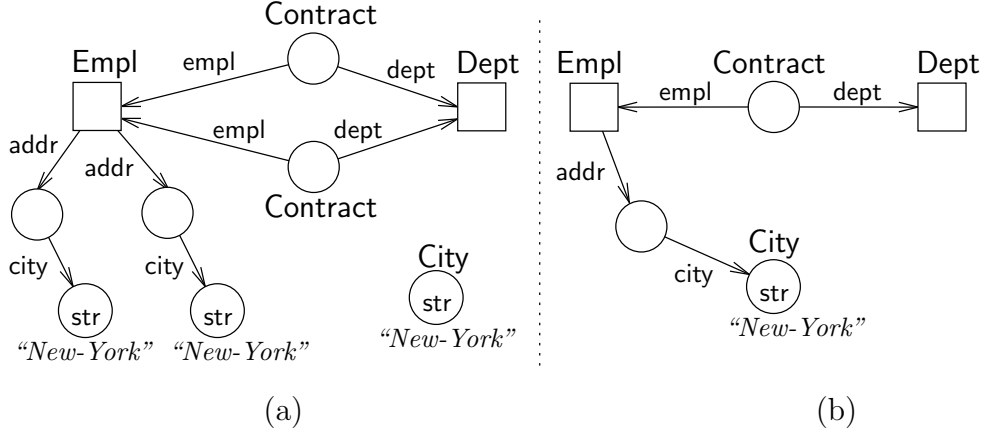 Contract
Empl
empl
dept
Dept
empl
dept
Contract
addr
addr
city
city
City
str
str
str
“New-York”
“New-York”
“New-York”
(a)
Empl
Contract
Dept
empl
dept
addr
city
City
str
“New-York”
(b)